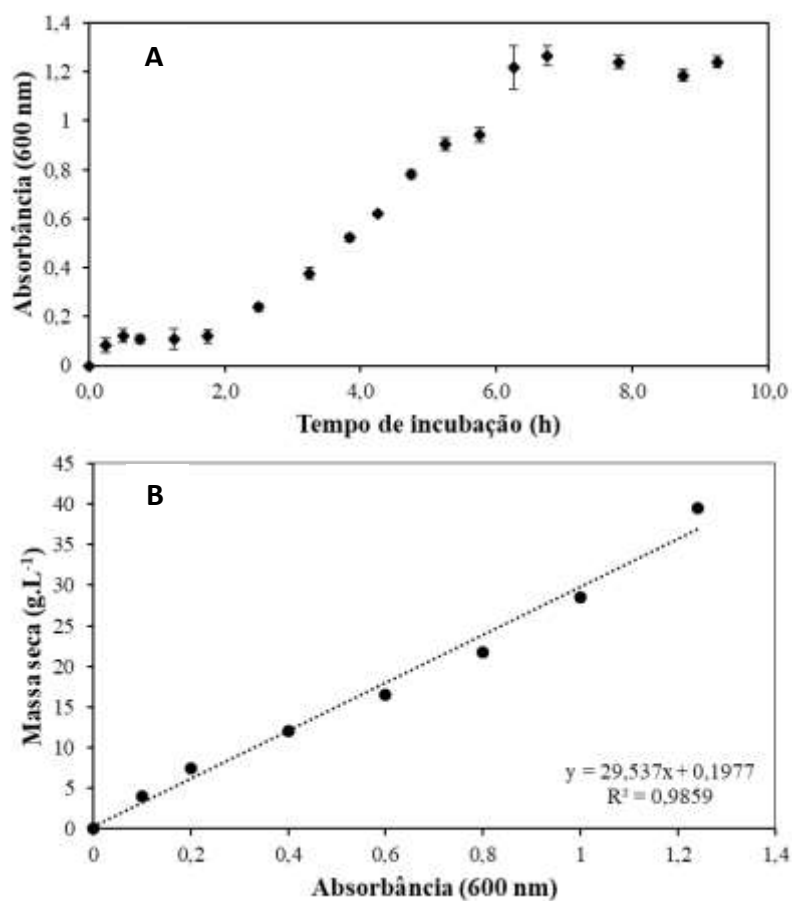 A
1,4
1,2
1
0,8
0,6
0,4
0,2
0
Absorbância (600 nm)
0,0 2,0 4,0 6,0 8,0 10,0
Tempo de incubação (h)
B
45
40
35
30
25
20
15
10
5
0
Massa seca (g.L⁻¹)
y = 29,537x + 0,1977
R² = 0,9859
0 0,2 0,4 0,6 0,8 1 1,2 1,4
Absorbância (600 nm)